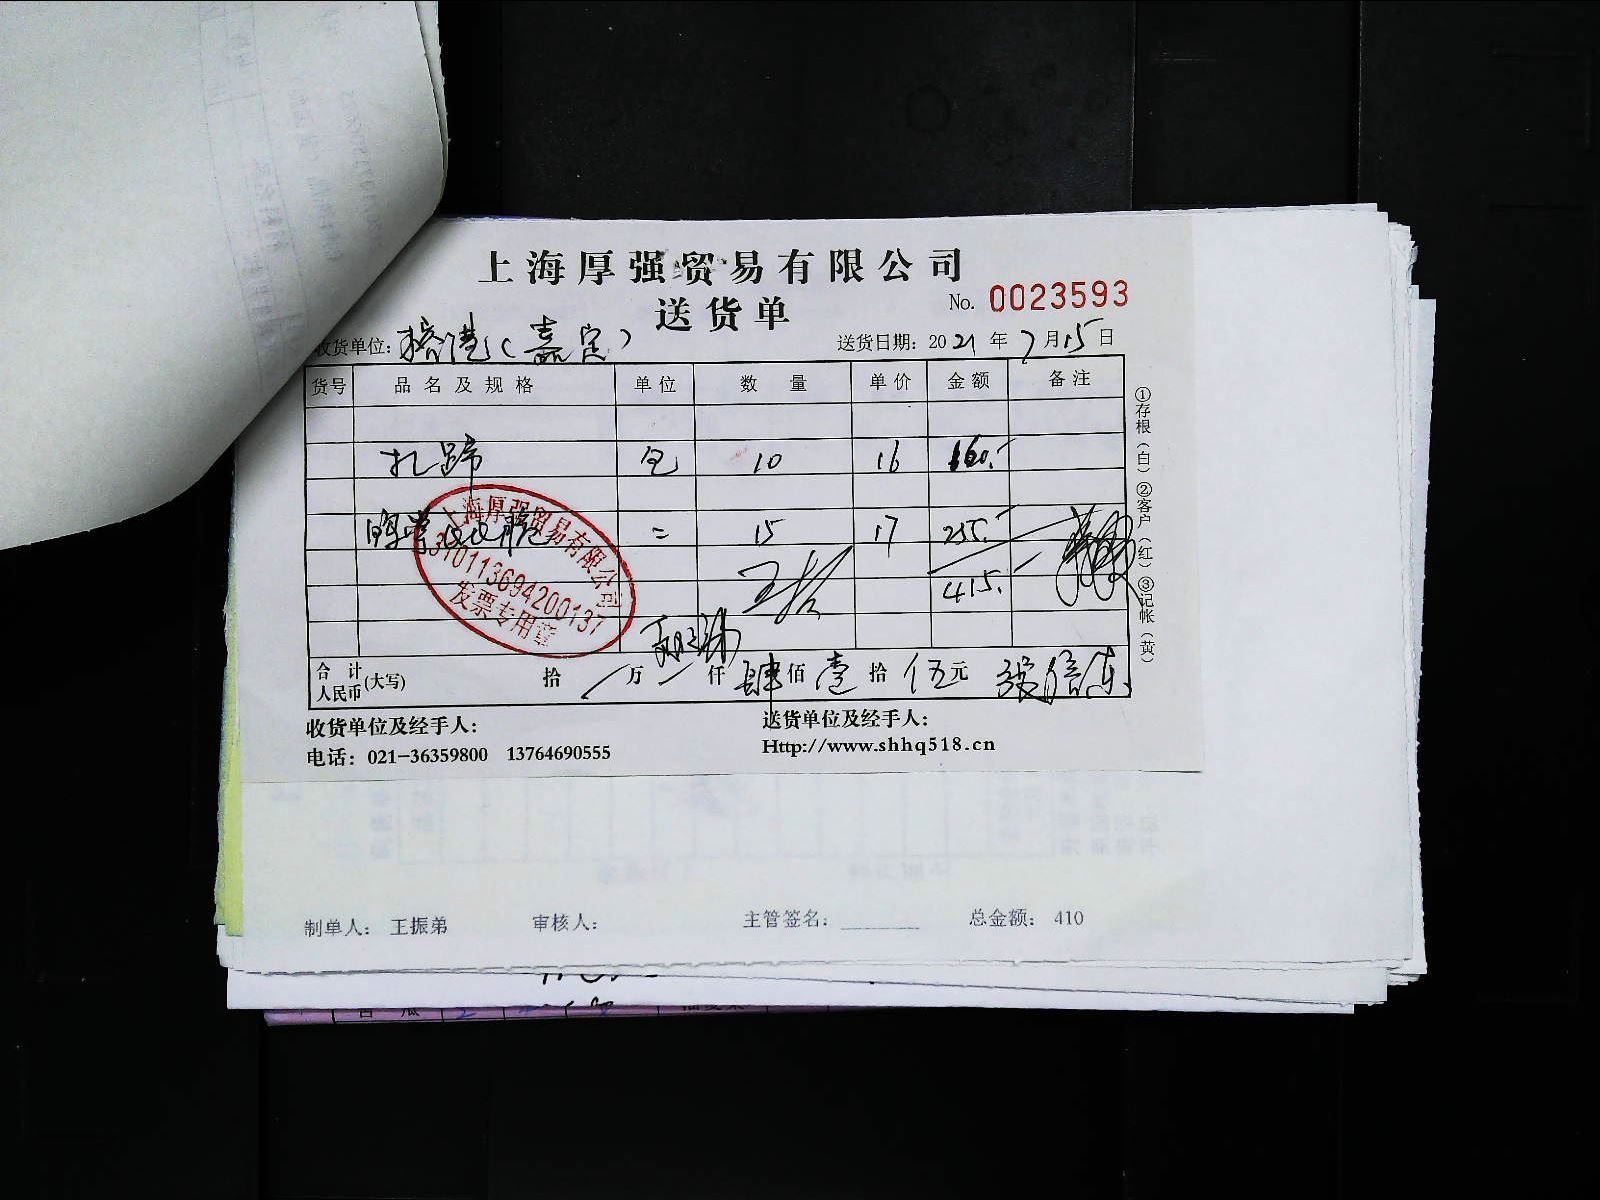 上海厚强贸易有限公司
送货单
No. 0023593
收货单位: (嘉定)
送货日期: 2021 年 7 月 15 日
货号 品名及规格 单位 数量 单价 金额 备注
扎蹄 包 10 16 160.-
= 15 17 255.-
415.-
上海厚强贸易有限公司
310113694200137
发票专用章
合计 人民币 (大写) 拾 万 仟 肆 佰 壹 拾 伍 元
收货单位及经手人:
送货单位及经手人:
电话: 021-36359800 13764690555
Http://www.shhq518.cn
①存根(白) ②客户(红) ③记帐(黄)
制单人: 王振弟 审核人: 主管签名: ________ 总金额: 410